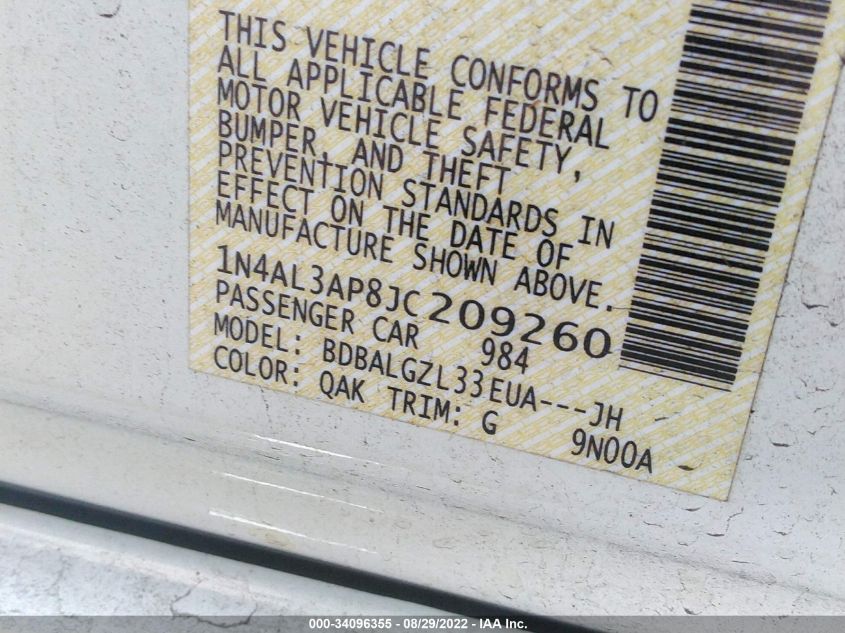 THIS VEHICLE CONFORMS TO
ALL APPLICABLE FEDERAL
MOTOR VEHICLE SAFETY,
BUMPER, AND THEFT
PREVENTION STANDARDS IN
EFFECT ON THE DATE OF
MANUFACTURE SHOWN ABOVE.
1N4AL3AP8JC209260
PASSENGER CAR 984
MODEL: BDBALGZL33EUA---JH
COLOR: QAK TRIM: G 9N00A
000-34096355 - 08/29/2022 - IAA Inc.